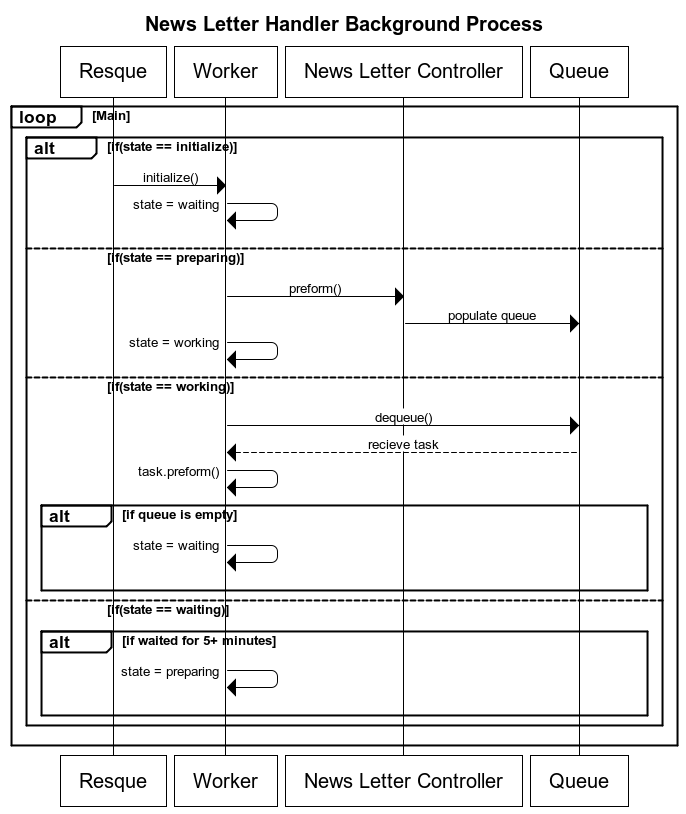 News Letter Handler Background Process
Resque Worker News Letter Controller Queue
loop [Main]
alt [if(state == initialize)]
initialize()
state = waiting
[if(state == preparing)]
preform()
populate queue
state = working
[if(state == working)]
dequeue()
recieve task
task.preform()
alt [if queue is empty]
state = waiting
[if(state == waiting)]
alt [if waited for 5+ minutes]
state = preparing
Resque Worker News Letter Controller Queue